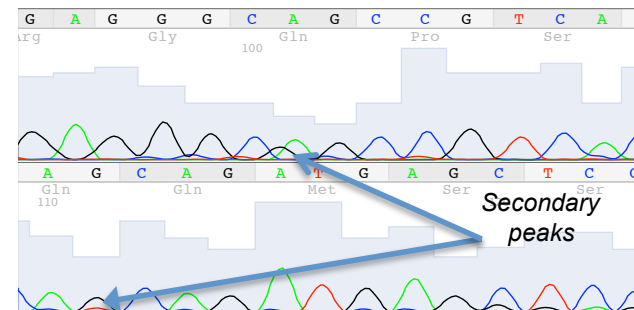 G A G G G C A G C C G T C A
Arg Gly Gln Pro Ser
100
A G C A G A T G A G C T C C
Gln Gln Met Ser Ser
110
Secondary
peaks